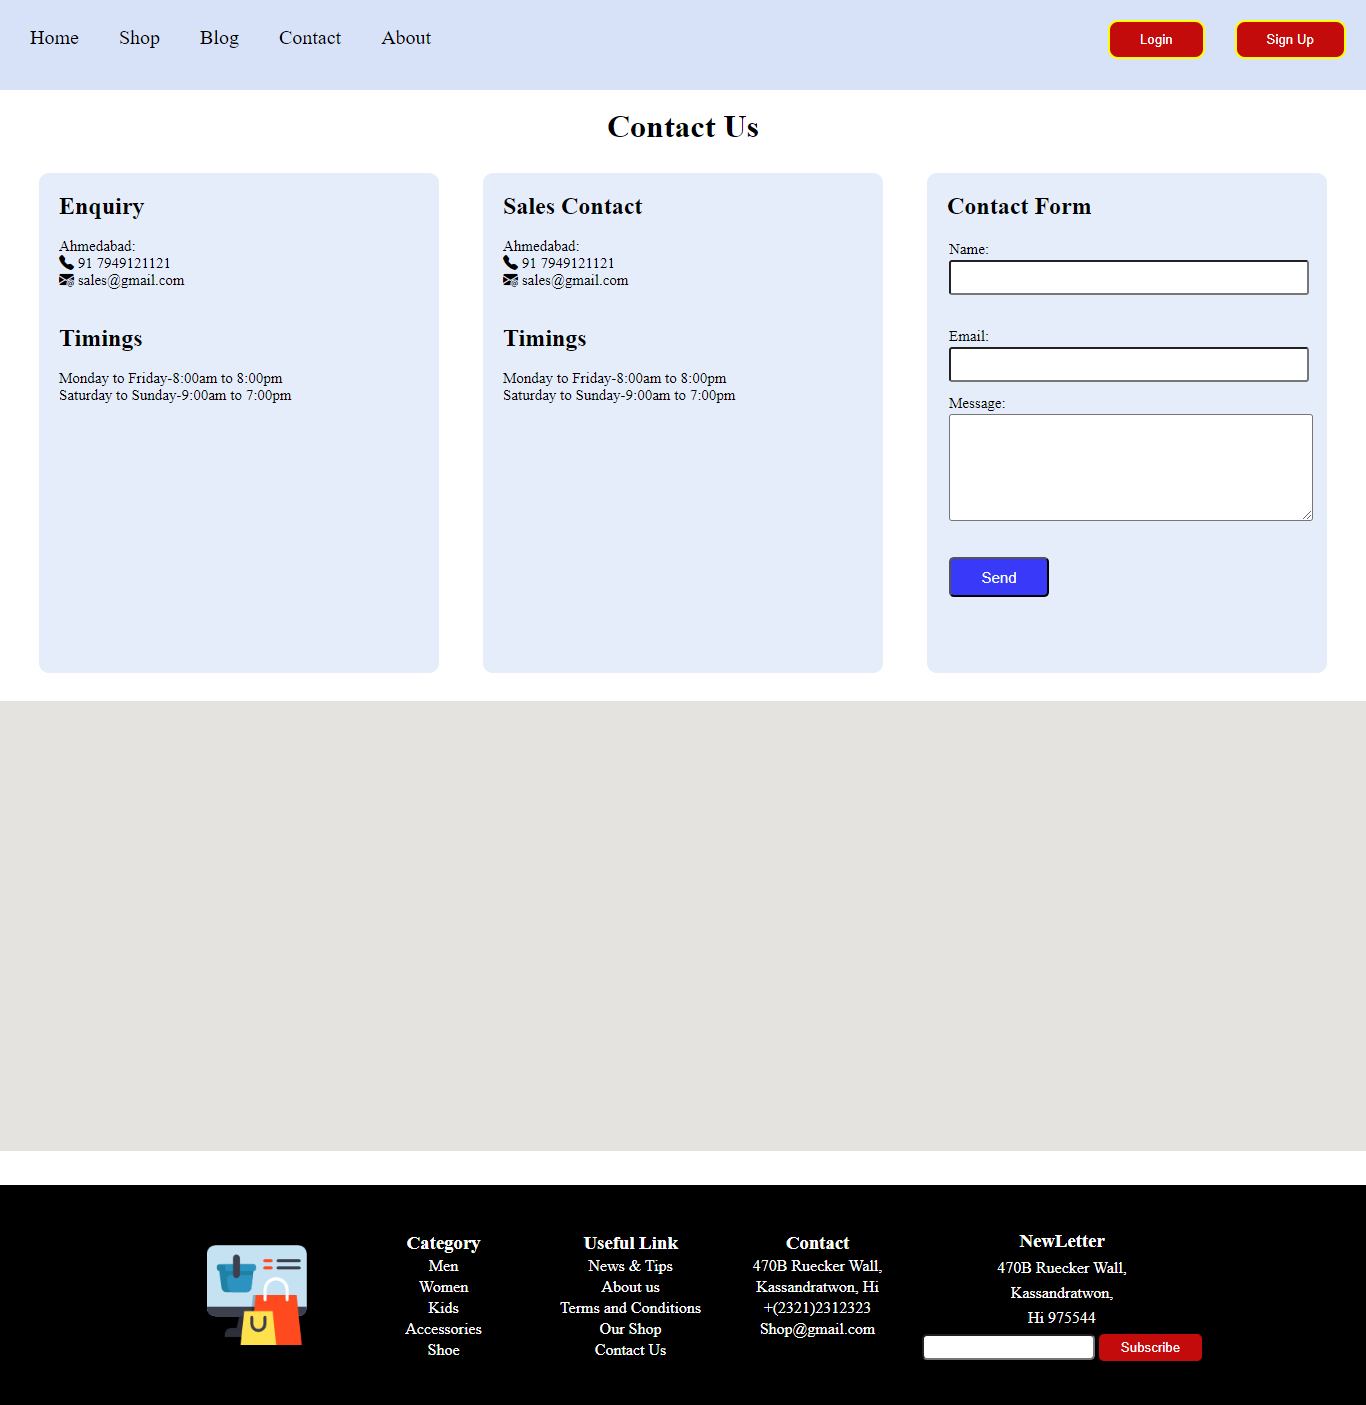 Home
Shop
Blog
Contact
About
Login
Sign Up
Contact Us
Enquiry
Ahmedabad:
91 7949121121
sales@gmail.com
Timings
Monday to Friday-8:00am to 8:00pm
Saturday to Sunday-9:00am to 7:00pm
Sales Contact
Ahmedabad:
91 7949121121
sales@gmail.com
Timings
Monday to Friday-8:00am to 8:00pm
Saturday to Sunday-9:00am to 7:00pm
Contact Form
Name:
Email:
Message:
Send
Category
Men
Women
Kids
Accessories
Shoe
Useful Link
News & Tips
About us
Terms and Conditions
Our Shop
Contact Us
Contact
470B Ruecker Wall,
Kassandratwon, Hi
+(2321)2312323
Shop@gmail.com
NewLetter
470B Ruecker Wall,
Kassandratwon,
Hi 975544
Subscribe